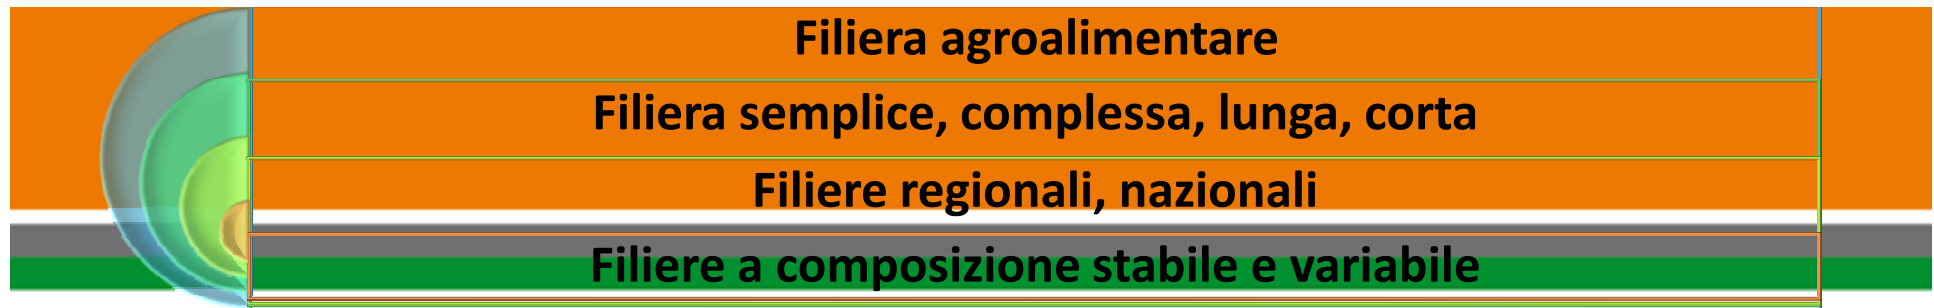 Filiera agroalimentare
Filiera semplice, complessa, lunga, corta
Filiere regionali, nazionali
Filiere a composizione stabile e variabile